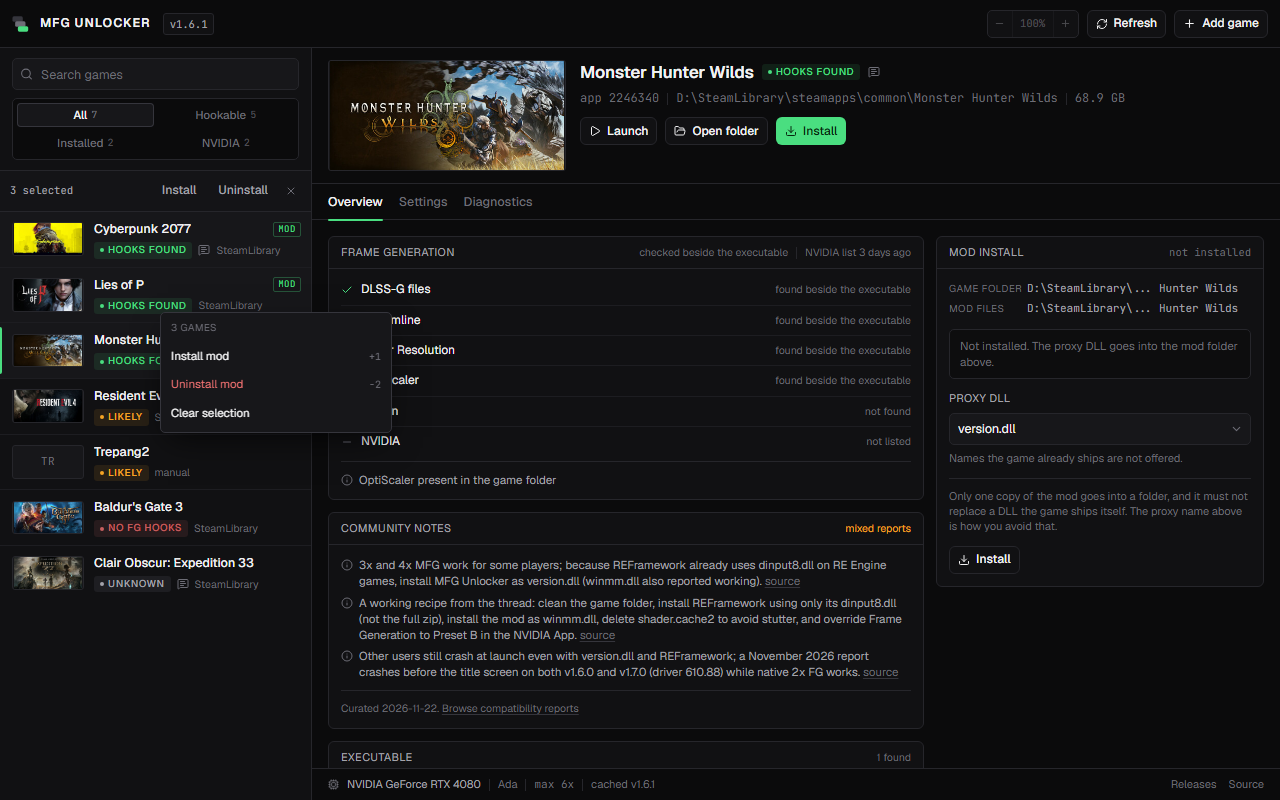 MFG UNLOCKER v1.6.1
− 100% +
Refresh
Add game
Search games
All 7
Hookable 5
Installed 2
NVIDIA 2
3 selected
Install
Uninstall
Cyberpunk 2077
MOD
HOOKS FOUND
SteamLibrary
Lies of P
MOD
HOOKS FOUND
SteamLibrary
Monster Hu
HOOKS FO
Resident Ev
LIKELY
S
TR
Trepang2
LIKELY
manual
Baldur's Gate 3
NO FG HOOKS
SteamLibrary
Clair Obscur: Expedition 33
UNKNOWN
SteamLibrary
3 GAMES
Install mod +1
Uninstall mod −2
Clear selection
MONSTER HUNTER
WILDS
Monster Hunter Wilds
HOOKS FOUND
app 2246340 | D:\SteamLibrary\steamapps\common\Monster Hunter Wilds | 68.9 GB
Launch
Open folder
Install
Overview
Settings
Diagnostics
FRAME GENERATION
checked beside the executable | NVIDIA list 3 days ago
DLSS-G files
found beside the executable
mline
found beside the executable
r Resolution
found beside the executable
caler
found beside the executable
n
not found
NVIDIA
not listed
OptiScaler present in the game folder
COMMUNITY NOTES
mixed reports
3x and 4x MFG work for some players; because REFramework already uses dinput8.dll on RE Engine
games, install MFG Unlocker as version.dll (winmm.dll also reported working). source
A working recipe from the thread: clean the game folder, install REFramework using only its dinput8.dll
(not the full zip), install the mod as winmm.dll, delete shader.cache2 to avoid stutter, and override Frame
Generation to Preset B in the NVIDIA App. source
Other users still crash at launch even with version.dll and REFramework; a November 2026 report
crashes before the title screen on both v1.6.0 and v1.7.0 (driver 610.88) while native 2x FG works. source
Curated 2026-11-22. Browse compatibility reports
EXECUTABLE
1 found
MOD INSTALL
not installed
GAME FOLDER D:\SteamLibrary\... Hunter Wilds
MOD FILES D:\SteamLibrary\... Hunter Wilds
Not installed. The proxy DLL goes into the mod folder
above.
PROXY DLL
version.dll
Names the game already ships are not offered.
Only one copy of the mod goes into a folder, and it must not
replace a DLL the game ships itself. The proxy name above
is how you avoid that.
Install
NVIDIA GeForce RTX 4080 | Ada | max 6x | cached v1.6.1
Releases
Source